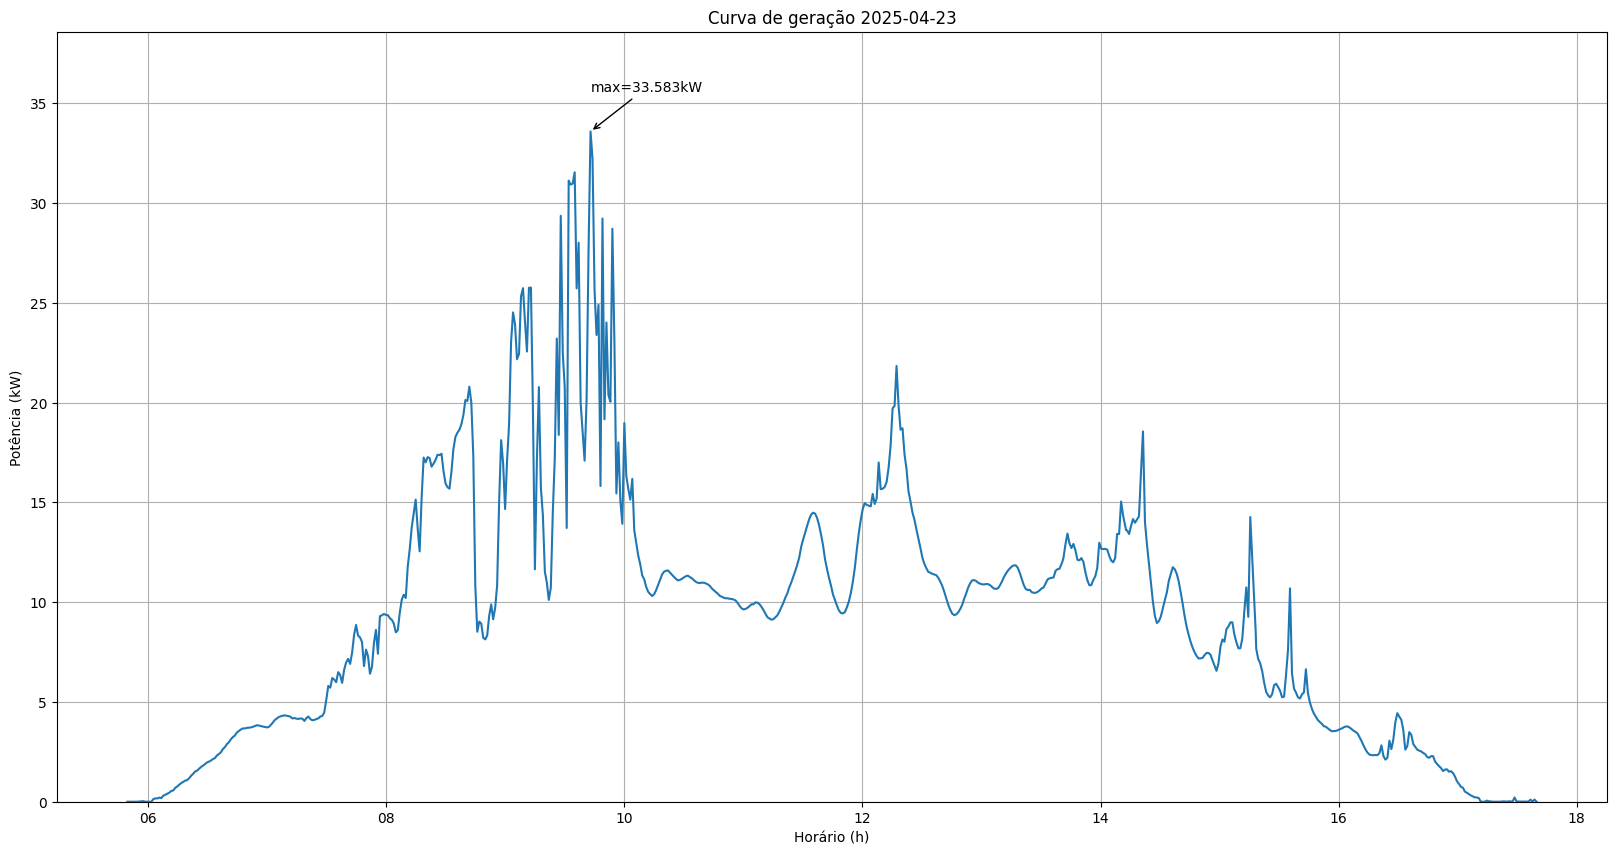 Curva de geração 2025-04-23
max=33.583kW
35
30
25
20
15
10
5
0
Potência (kW)
06 08 10 12 14 16 18
Horário (h)